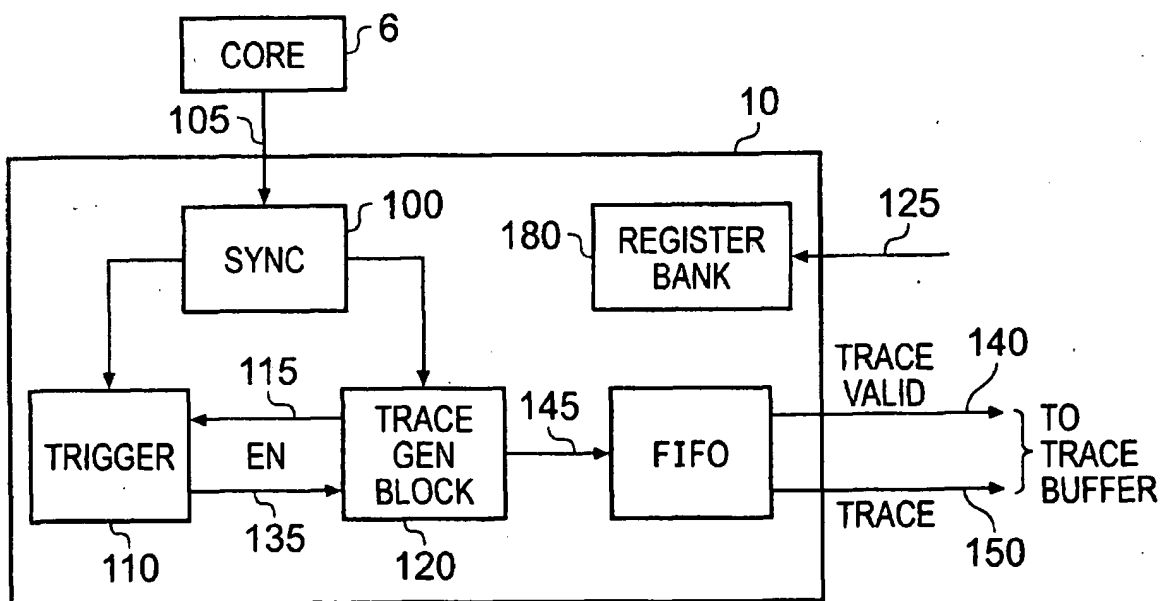 CORE
6
105
10
SYNC
100
REGISTER
BANK
180
125
TRIGGER
110
115
EN
135
TRACE
GEN
BLOCK
120
145
FIFO
TRACE
VALID
140
TRACE
150
TO
TRACE
BUFFER